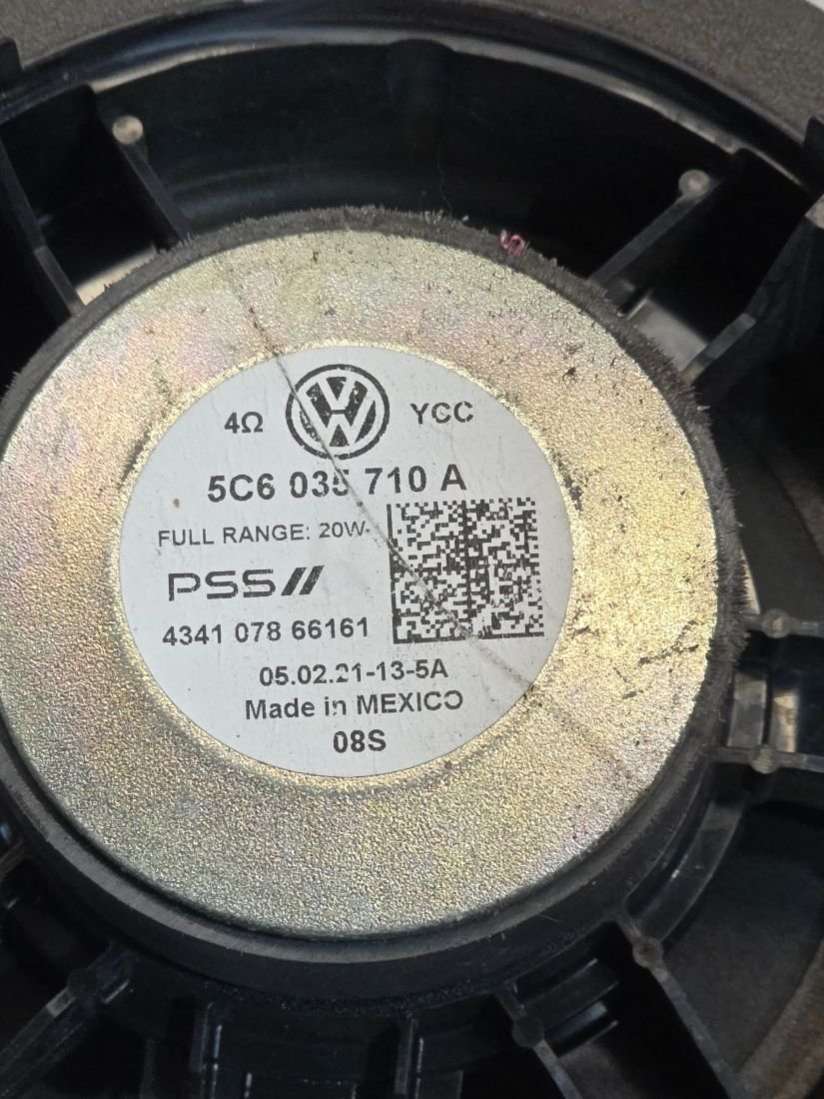 4Ω VW YCC
5C6 035 710 A
FULL RANGE: 20W
PSS
4341 078 66161
05.02.21-13-5A
Made in MEXICO
08S